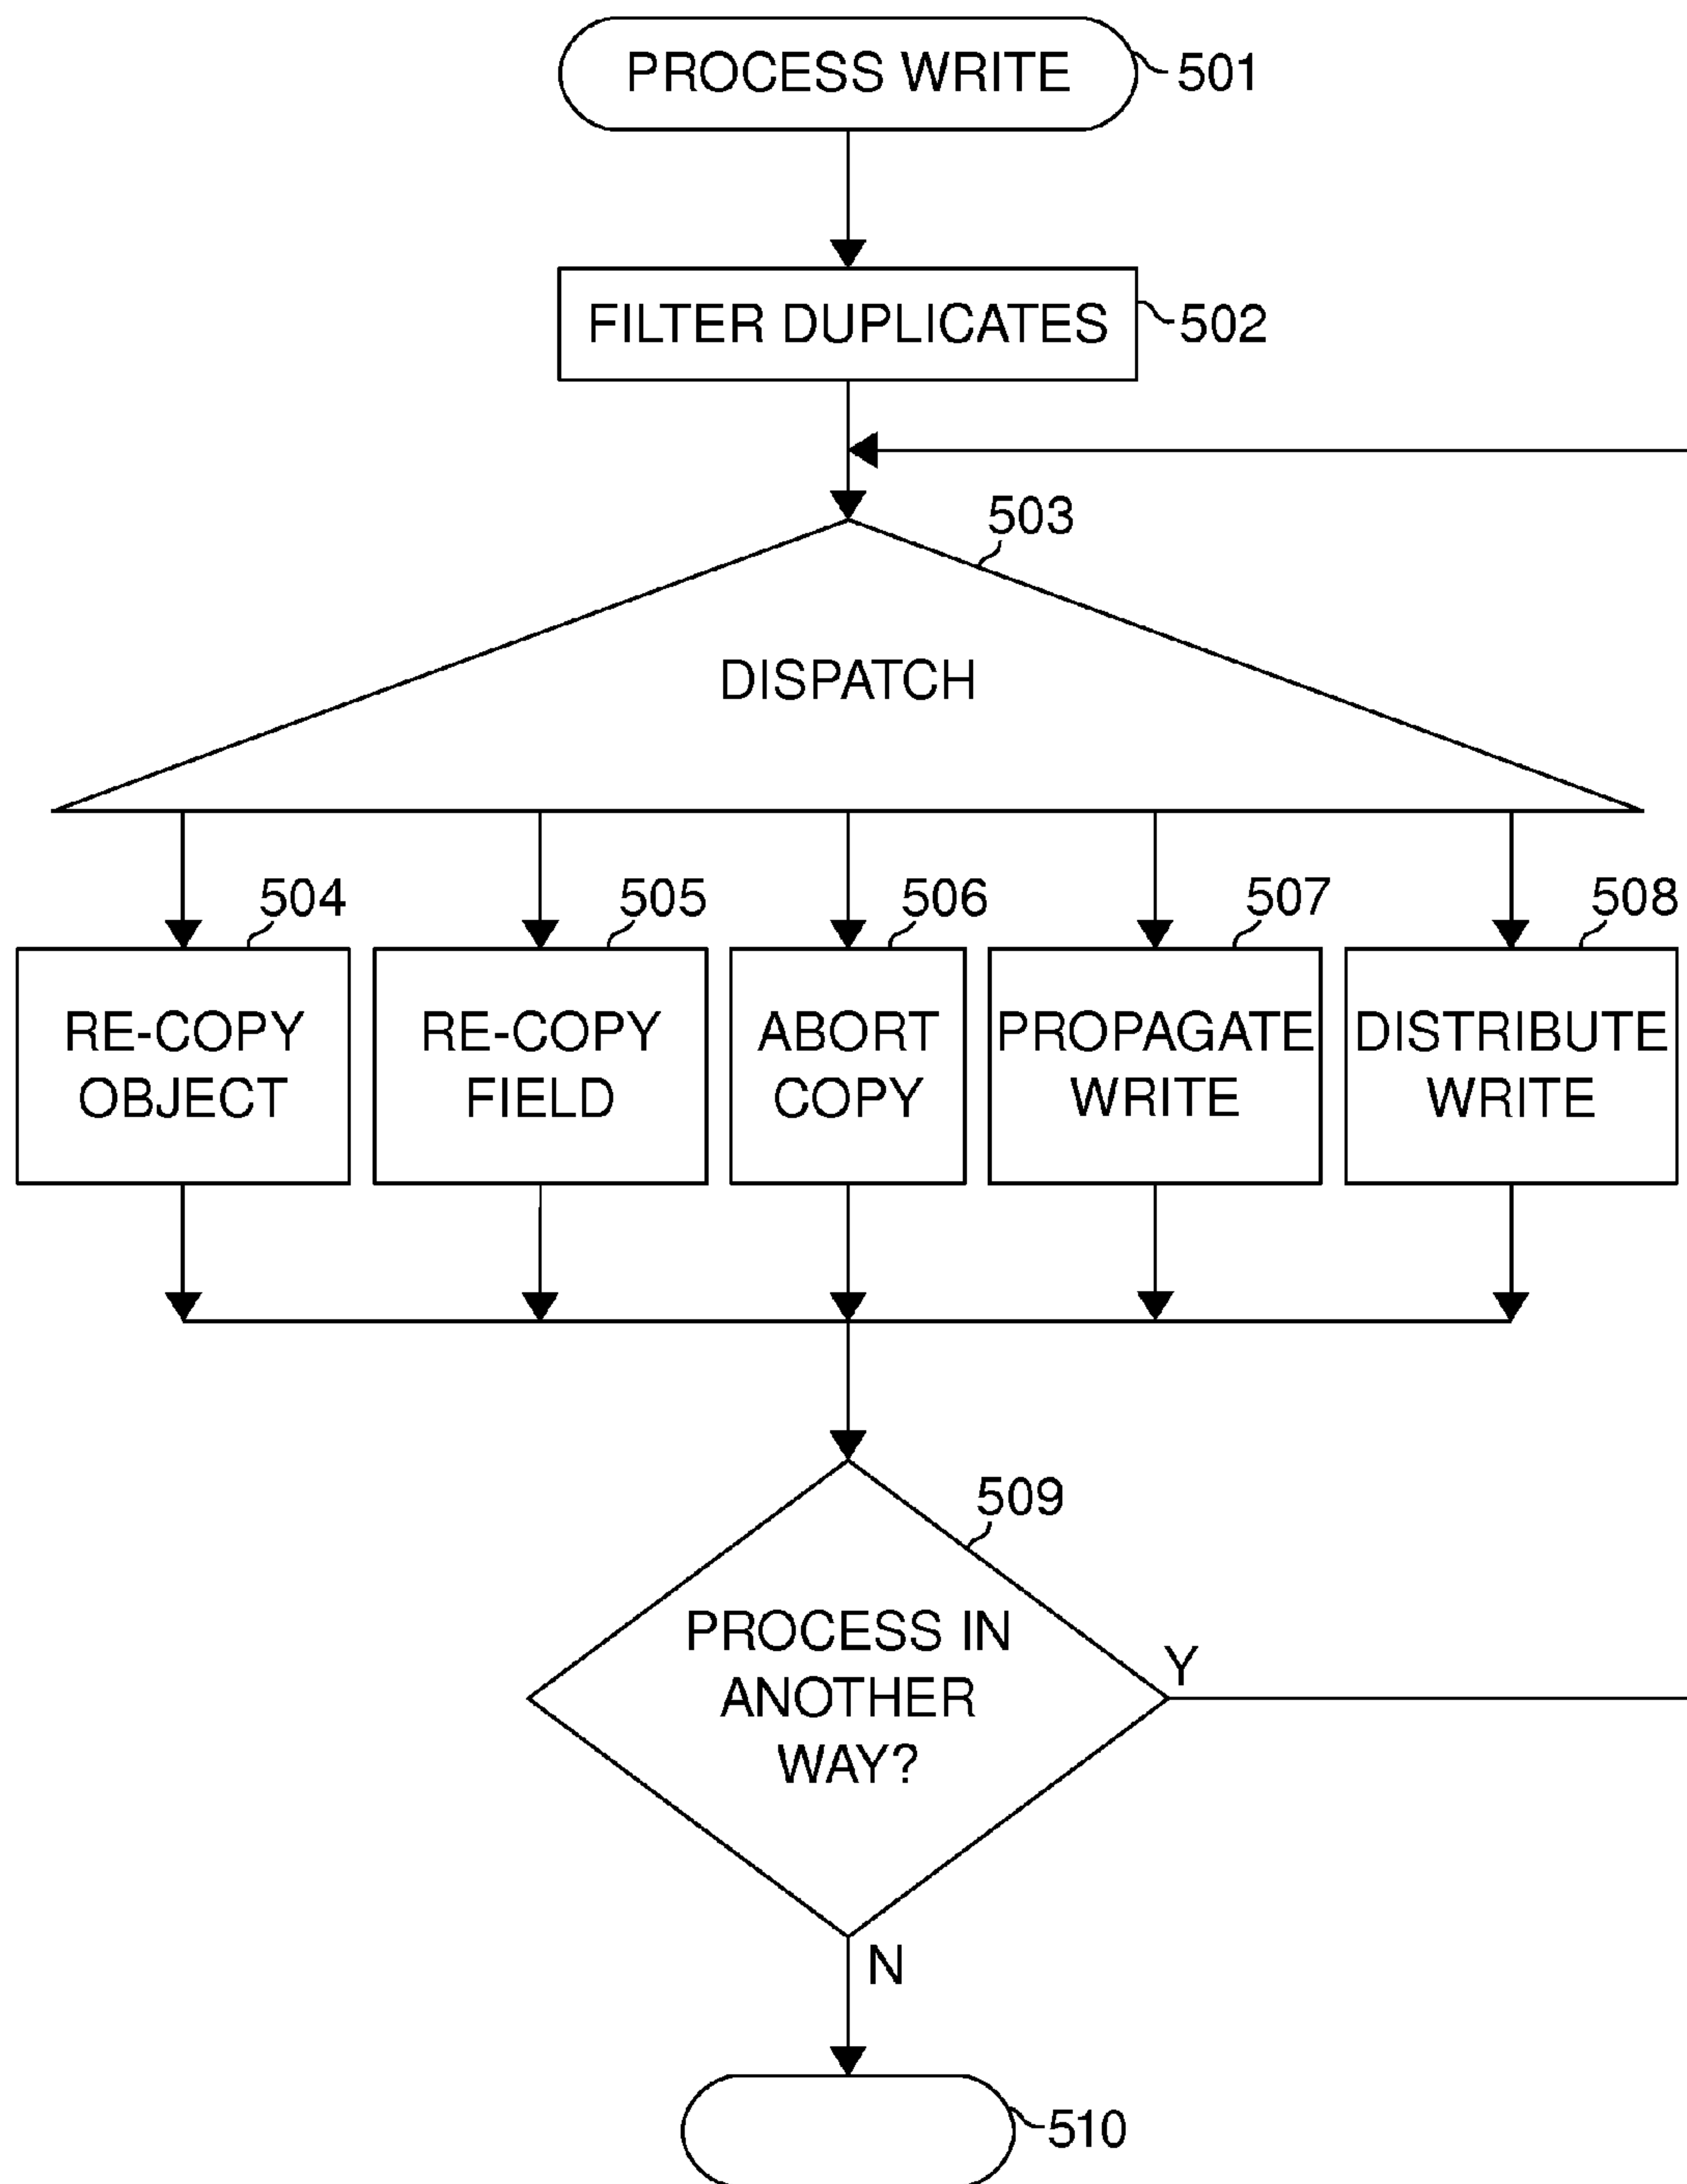 PROCESS WRITE
501
FILTER DUPLICATES
502
503
DISPATCH
504
505
506
507
508
RE-COPY
OBJECT
RE-COPY
FIELD
ABORT
COPY
PROPAGATE
WRITE
DISTRIBUTE
WRITE
509
PROCESS IN
ANOTHER
WAY?
Y
N
510